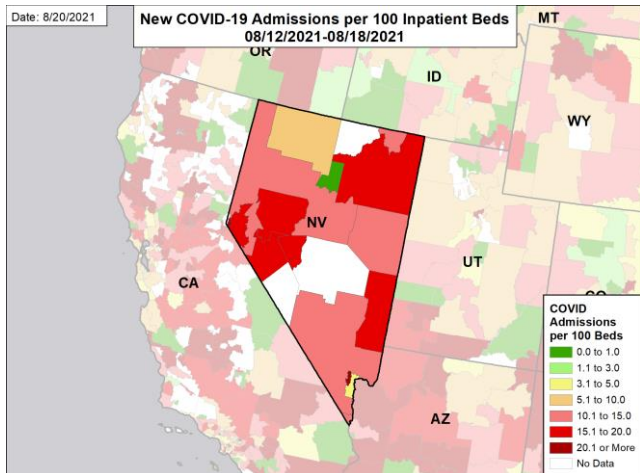 Date: 8/20/2021
New COVID-19 Admissions per 100 Inpatient Beds
08/12/2021-08/18/2021
MT
OR
ID
WY
NV
UT
CA
CO
AZ
COVID
Admissions
per 100 Beds
0.0 to 1.0
1.1 to 3.0
3.1 to 5.0
5.1 to 10.0
10.1 to 15.0
15.1 to 20.0
20.1 or More
No Data